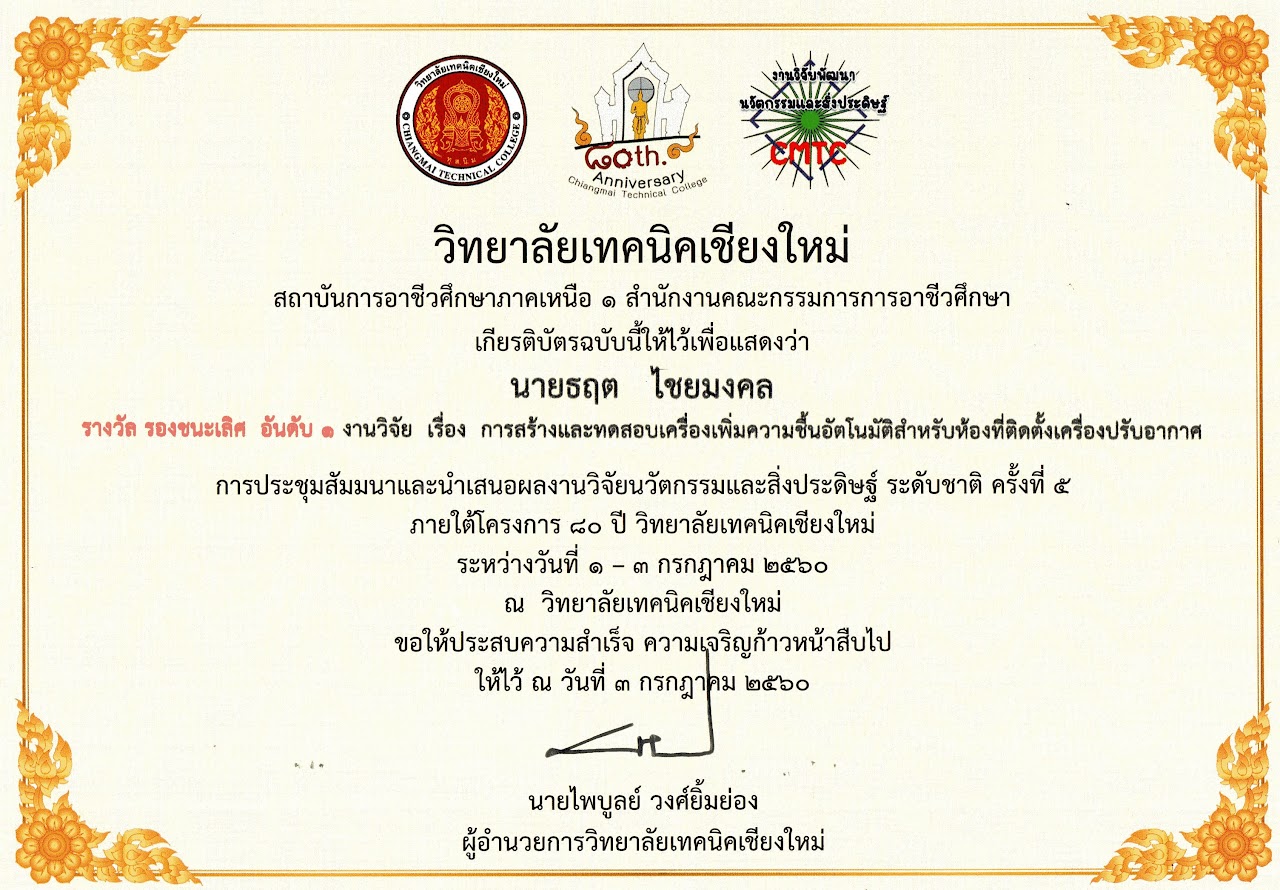 วิทยาลัยเทคนิคเชียงใหม่
CHIANGMAI TECHNICAL COLLEGE
๘๐th.
Anniversary
Chiangmai Technical College
งานวิจัยพัฒนา
นวัตกรรมและสิ่งประดิษฐ์
CMTC
วิทยาลัยเทคนิคเชียงใหม่
สถาบันการอาชีวศึกษาภาคเหนือ ๑ สำนักงานคณะกรรมการการอาชีวศึกษา
เกียรติบัตรฉบับนี้ให้ไว้เพื่อแสดงว่า
นายธฤต ไชยมงคล
รางวัล รองชนะเลิศ อันดับ ๑ งานวิจัย เรื่อง การสร้างและทดสอบเครื่องเพิ่มความชื้นอัตโนมัติสำหรับห้องที่ติดตั้งเครื่องปรับอากาศ
การประชุมสัมมนาและนำเสนอผลงานวิจัยนวัตกรรมและสิ่งประดิษฐ์ ระดับชาติ ครั้งที่ ๕
ภายใต้โครงการ ๘๐ ปี วิทยาลัยเทคนิคเชียงใหม่
ระหว่างวันที่ ๑ – ๓ กรกฎาคม ๒๕๖๐
ณ วิทยาลัยเทคนิคเชียงใหม่
ขอให้ประสบความสำเร็จ ความเจริญก้าวหน้าสืบไป
ให้ไว้ ณ วันที่ ๓ กรกฎาคม ๒๕๖๐
นายไพบูลย์ วงศ์ยิ้มย่อง
ผู้อำนวยการวิทยาลัยเทคนิคเชียงใหม่